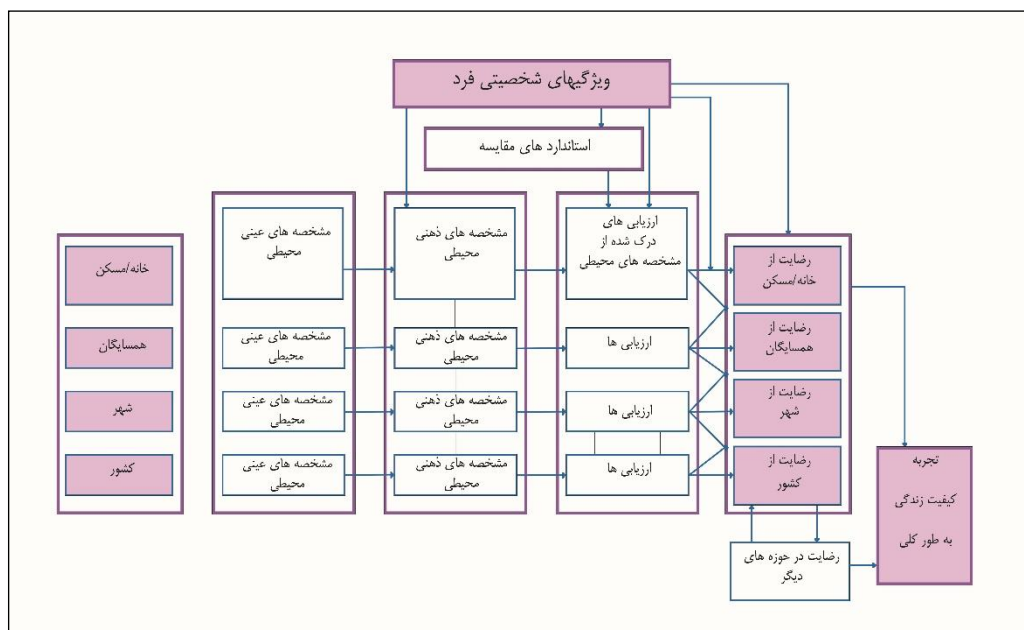 ویژگیهای شخصیتی فرد
استاندارد های مقایسه
خانه/مسکن
همسایگان
شهر
کشور
مشخصه های عینی
محیطی
مشخصه های عینی
محیطی
مشخصه های عینی
محیطی
مشخصه های عینی
محیطی
مشخصه های ذهنی
محیطی
مشخصه های ذهنی
محیطی
مشخصه های ذهنی
محیطی
مشخصه های ذهنی
محیطی
ارزیابی های
درک شده از
مشخصه های محیطی
ارزیابی ها
ارزیابی ها
ارزیابی ها
رضایت از
خانه/مسکن
رضایت از
همسایگان
رضایت از
شهر
رضایت از
کشور
رضایت در حوزه های
دیگر
تجربه
کیفیت زندگی
به طور کلی